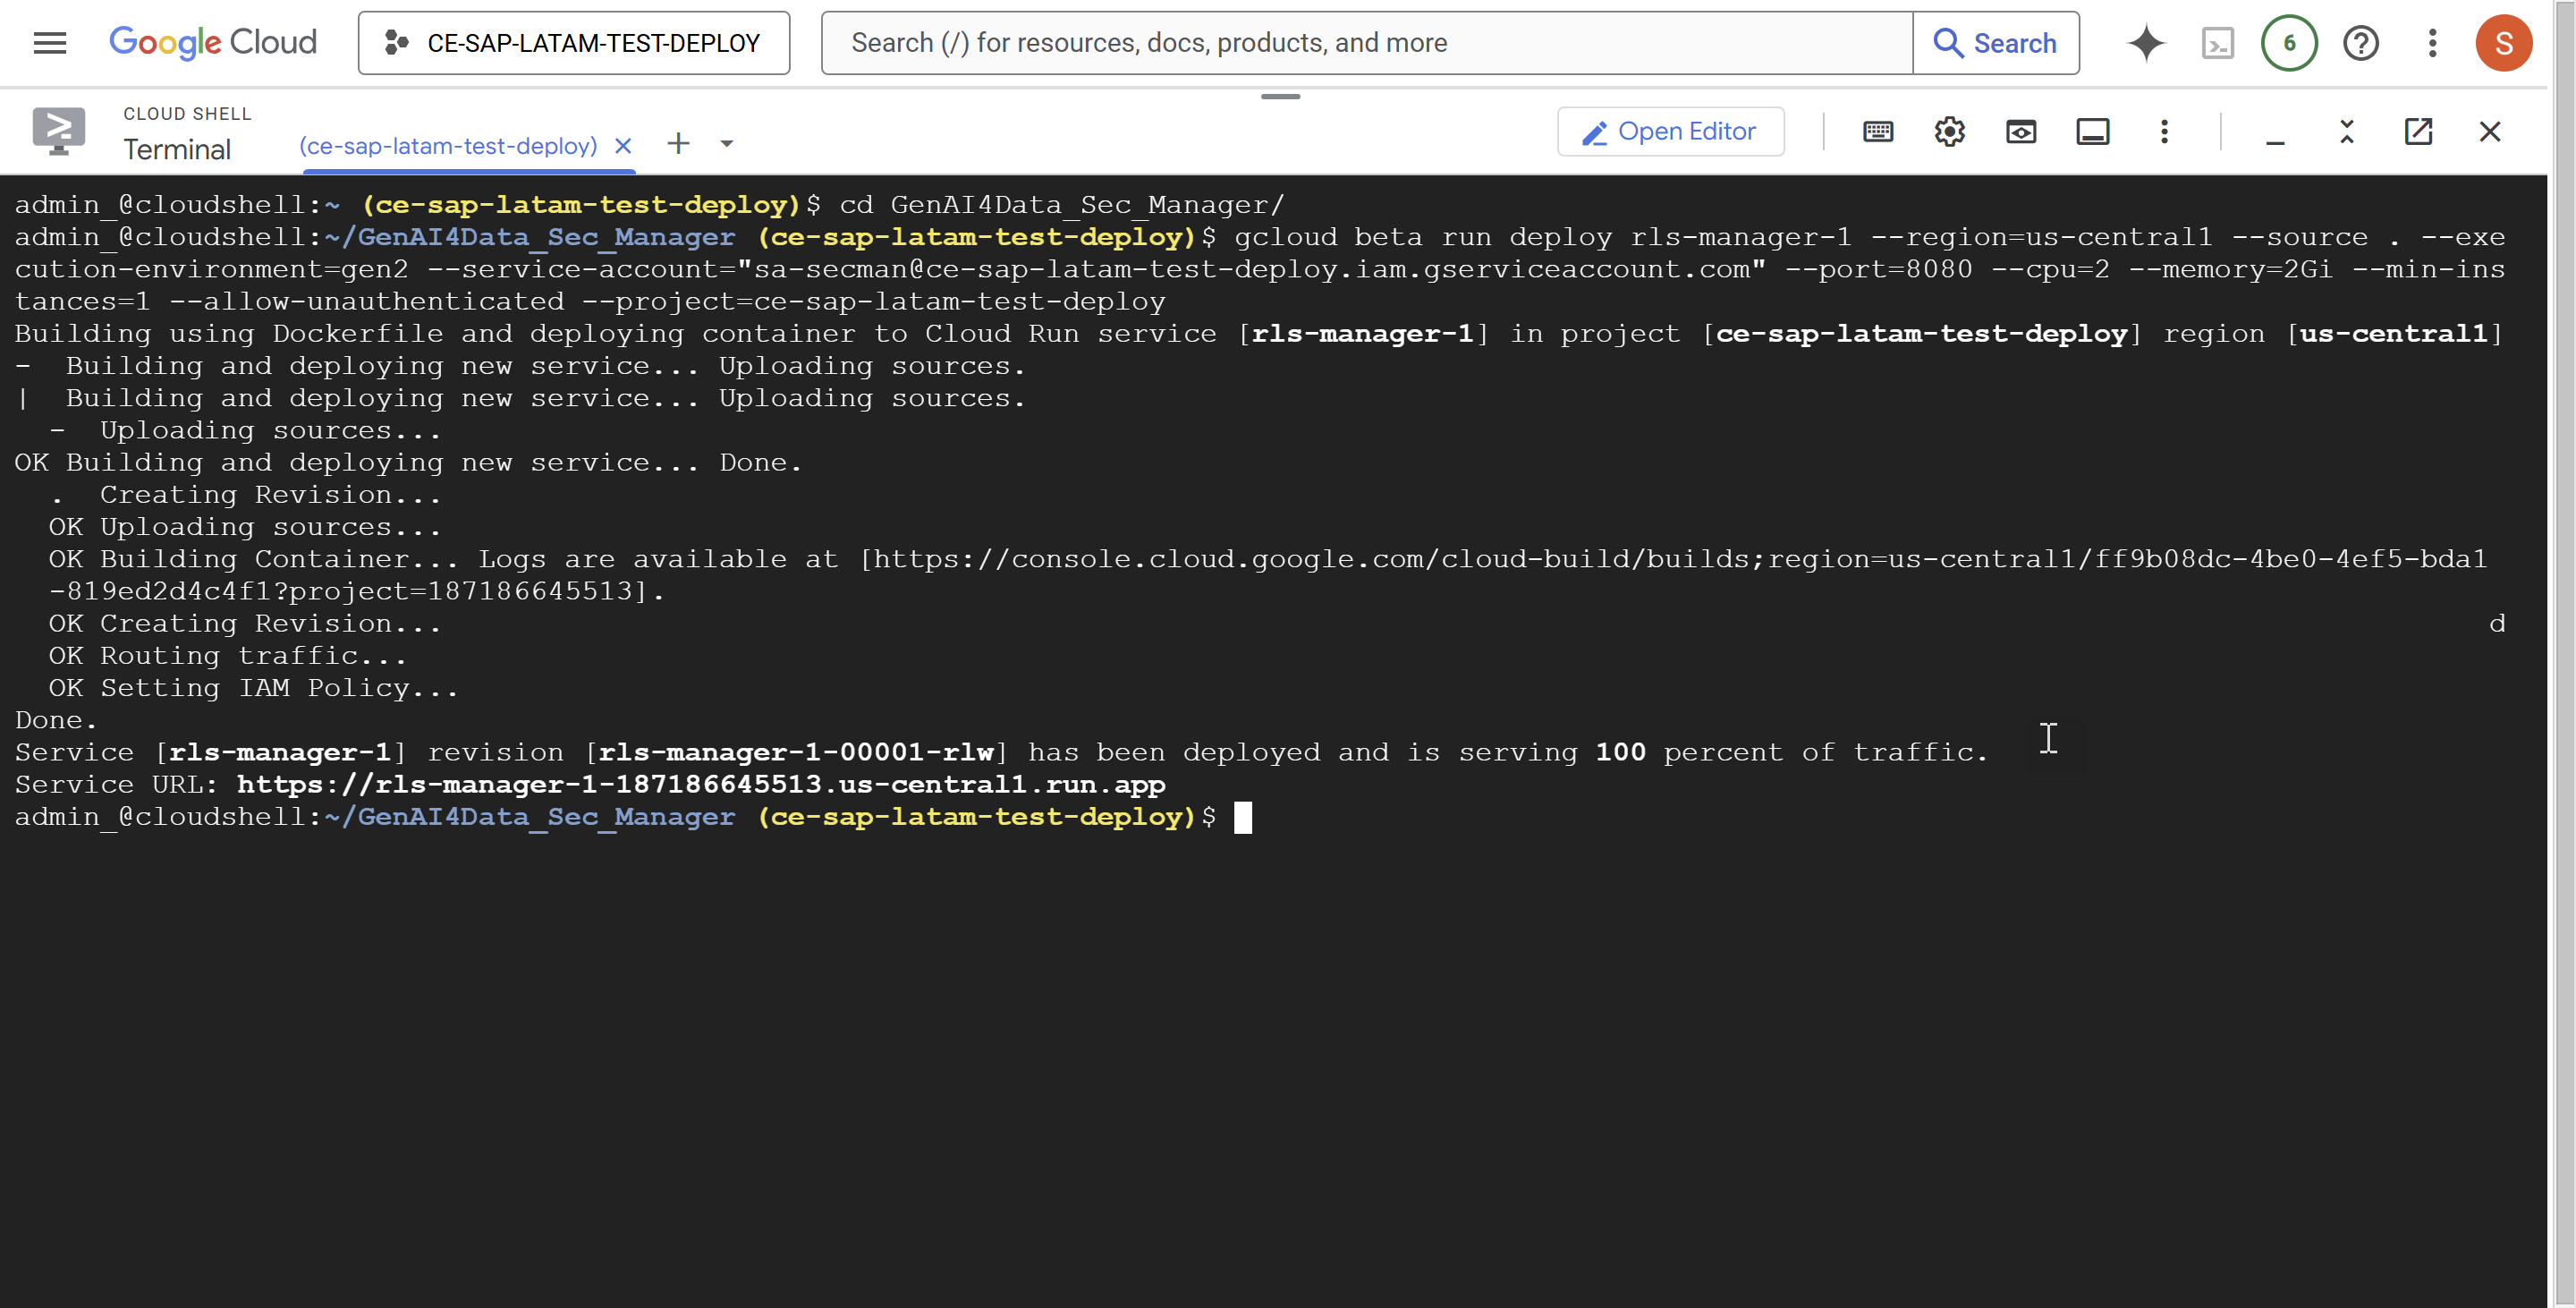 Google Cloud CE-SAP-LATAM-TEST-DEPLOY Search (/) for resources, docs, products, and more Search 6 S
CLOUD SHELL
Terminal (ce-sap-latam-test-deploy) Open Editor
admin_@cloudshell:~ (ce-sap-latam-test-deploy)$ cd GenAI4Data_Sec_Manager/
admin_@cloudshell:~/GenAI4Data_Sec_Manager (ce-sap-latam-test-deploy)$ gcloud beta run deploy rls-manager-1 --region=us-central1 --source . --exe
cution-environment=gen2 --service-account="sa-secman@ce-sap-latam-test-deploy.iam.gserviceaccount.com" --port=8080 --cpu=2 --memory=2Gi --min-ins
tances=1 --allow-unauthenticated --project=ce-sap-latam-test-deploy
Building using Dockerfile and deploying container to Cloud Run service [rls-manager-1] in project [ce-sap-latam-test-deploy] region [us-central1]
-  Building and deploying new service... Uploading sources.
|  Building and deploying new service... Uploading sources.
  -  Uploading sources...
OK Building and deploying new service... Done.
  .  Creating Revision...
  OK Uploading sources...
  OK Building Container... Logs are available at [https://console.cloud.google.com/cloud-build/builds;region=us-central1/ff9b08dc-4be0-4ef5-bda1
  -819ed2d4c4f1?project=187186645513].
  OK Creating Revision... d
  OK Routing traffic...
  OK Setting IAM Policy...
Done.
Service [rls-manager-1] revision [rls-manager-1-00001-rlw] has been deployed and is serving 100 percent of traffic.
Service URL: https://rls-manager-1-187186645513.us-central1.run.app
admin_@cloudshell:~/GenAI4Data_Sec_Manager (ce-sap-latam-test-deploy)$